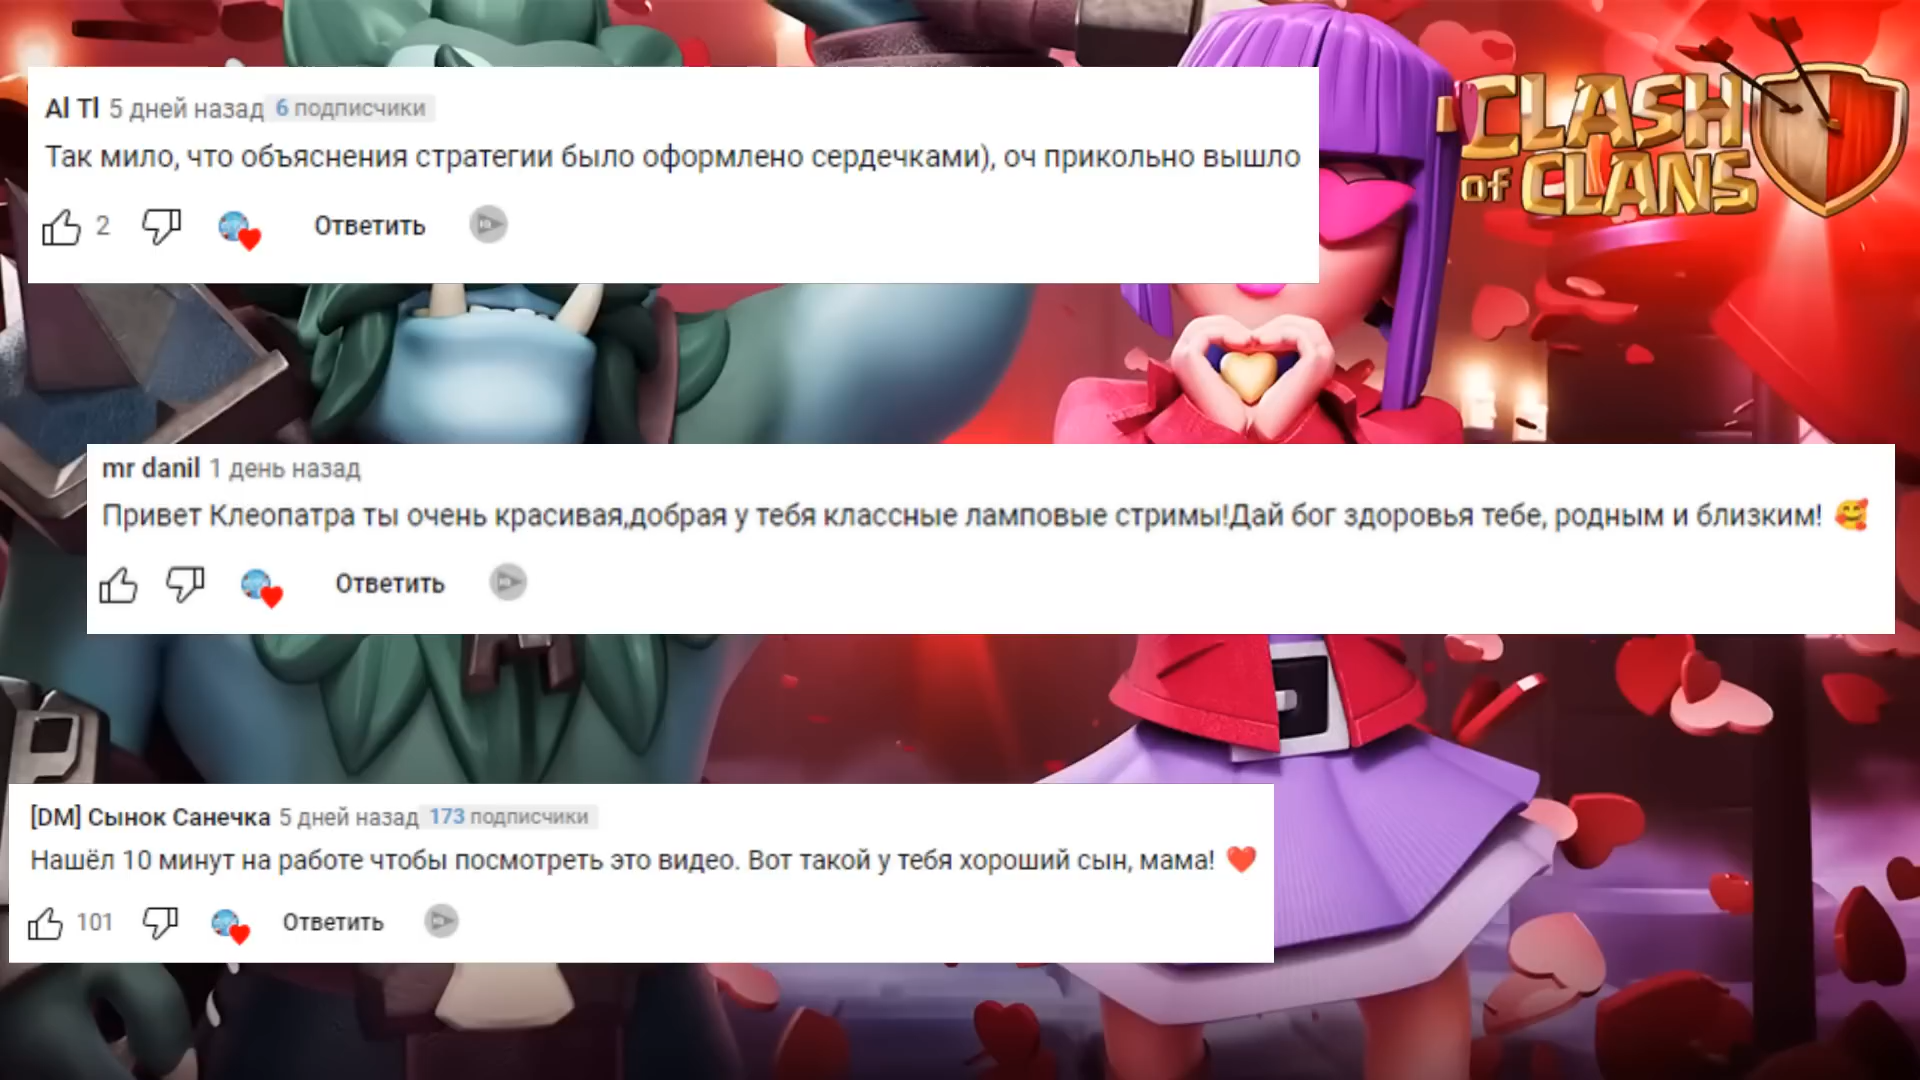 CLASH
of CLANS
Al Tl 5 дней назад 6 подписчики
Так мило, что объяснения стратегии было оформлено сердечками), оч прикольно вышло
2 Ответить
mr danil 1 день назад
Привет Клеопатра ты очень красивая,добрая у тебя классные ламповые стримы!Дай бог здоровья тебе, родным и близким! 🥰
Ответить
[DM] Сынок Санечка 5 дней назад 173 подписчики
Нашёл 10 минут на работе чтобы посмотреть это видео. Вот такой у тебя хороший сын, мама! ❤️
101 Ответить